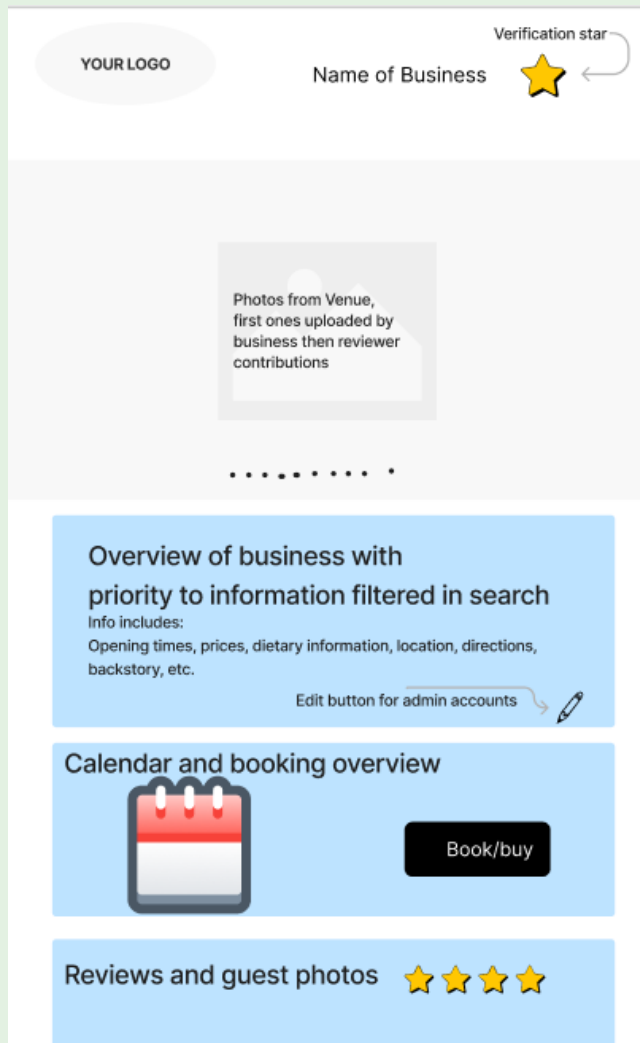 Verification star
YOUR LOGO
Name of Business
Photos from Venue,
first ones uploaded by
business then reviewer
contributions
Overview of business with
priority to information filtered in search
Info includes:
Opening times, prices, dietary information, location, directions,
backstory, etc.
Edit button for admin accounts
Calendar and booking overview
Book/buy
Reviews and guest photos